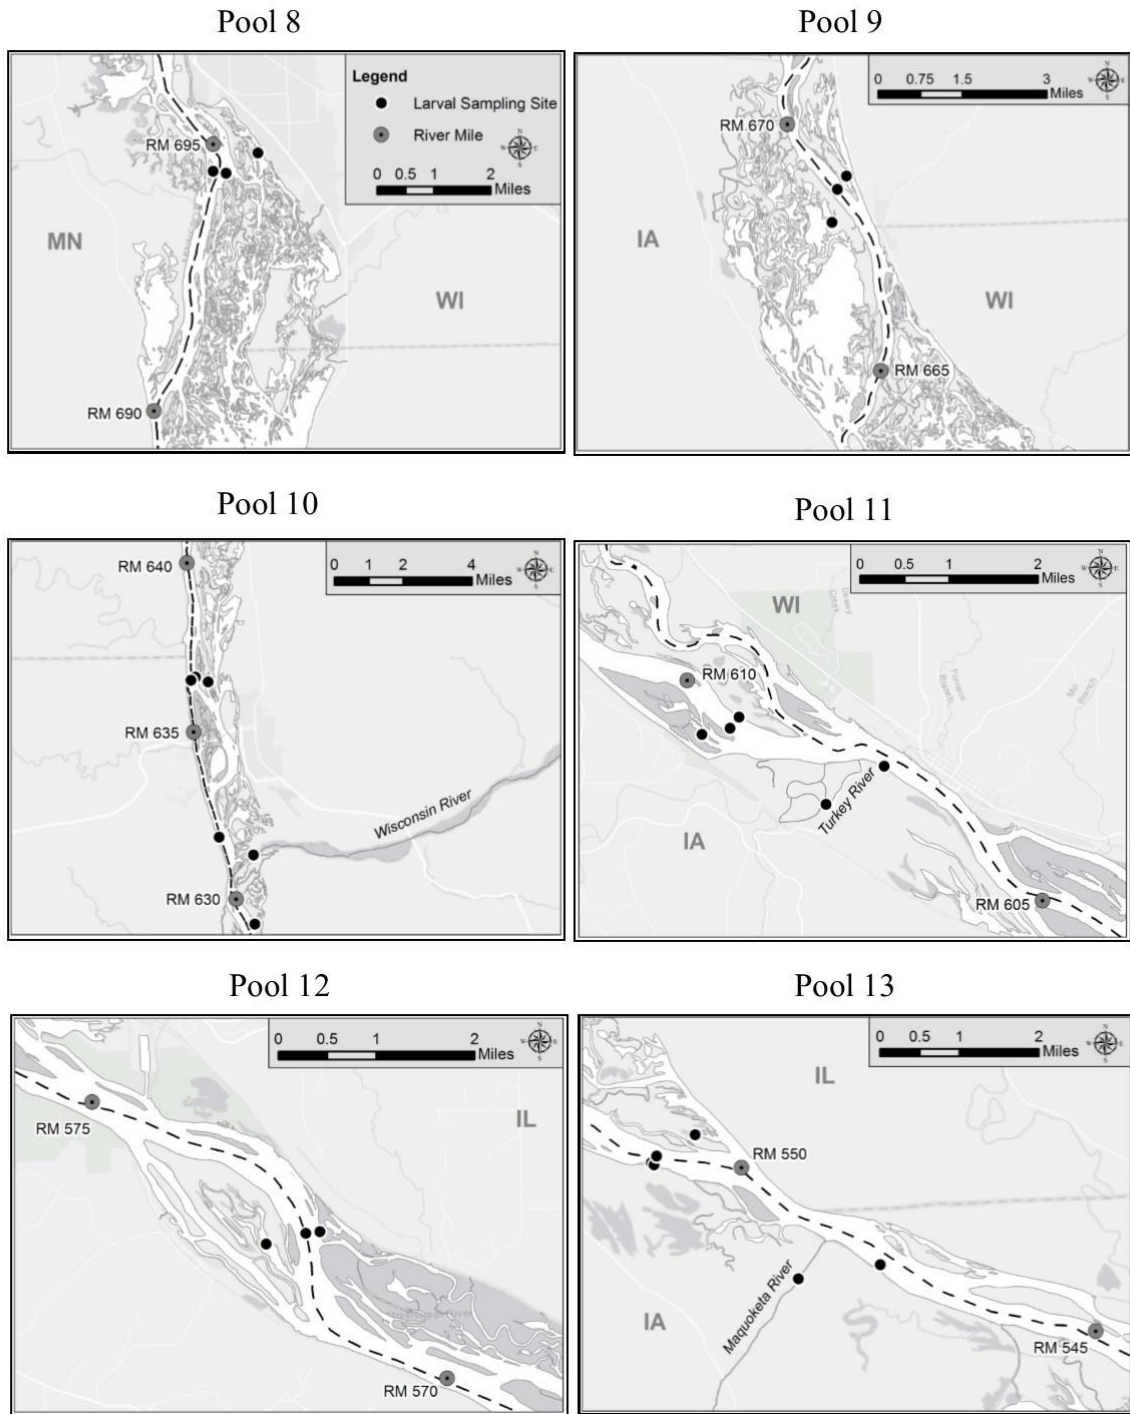 Pool 8
Pool 9
Legend
Larval Sampling Site
River Mile
0 0.5 1 2 Miles
RM 695
MN
WI
RM 690
0 0.75 1.5 3 Miles
RM 670
IA
WI
RM 665
Pool 10
Pool 11
0 1 2 4 Miles
RM 640
RM 635
Wisconsin River
RM 630
0 0.5 1 2 Miles
WI
RM 610
Furnace Branch
Mill Branch
Turkey River
IA
RM 605
Pool 12
Pool 13
0 0.5 1 2 Miles
IL
RM 575
RM 570
0 0.5 1 2 Miles
IL
RM 550
Maquoketa River
IA
RM 545